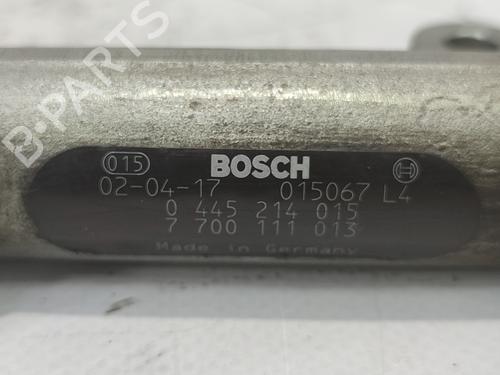 B-PARTS
015 BOSCH
02-04-17 015067 L4
0 445 214 015
7 700 111 013
Made in Germany